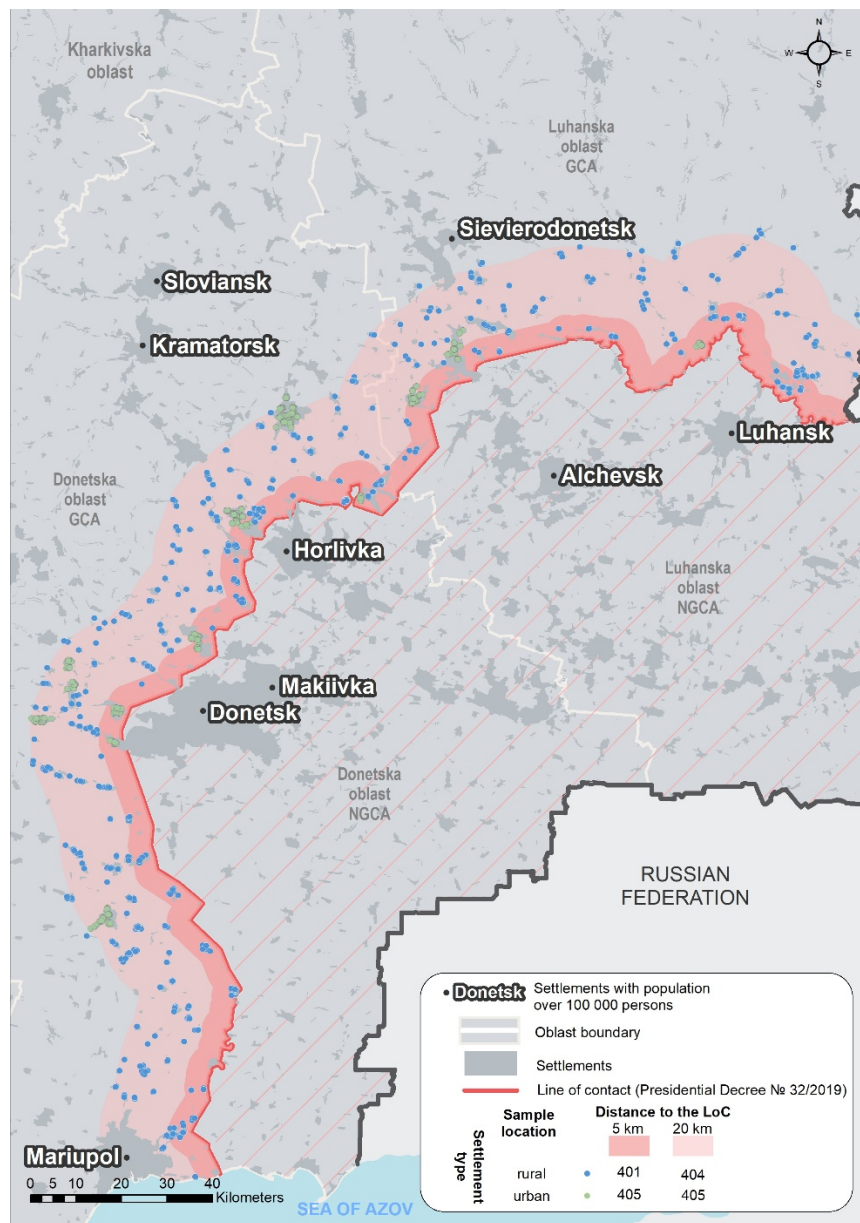 Kharkivska
oblast
N
W E
S
Luhanska
oblast
GCA
Sievierodonetsk
Sloviansk
Kramatorsk
Luhansk
Alchevsk
Donetska
oblast
GCA
Horlivka
Luhanska
oblast
NGCA
Makiivka
Donetsk
Donetska
oblast
NGCA
RUSSIAN
FEDERATION
Donetsk Settlements with population
over 100 000 persons
Oblast boundary
Settlements
Line of contact (Presidential Decree № 32/2019)
Sample
location
Distance to the LoC
5 km 20 km
Settlement
type
rural 401 404
urban 405 405
Mariupol
0 5 10 20 30 40
Kilometers
SEA OF AZOV